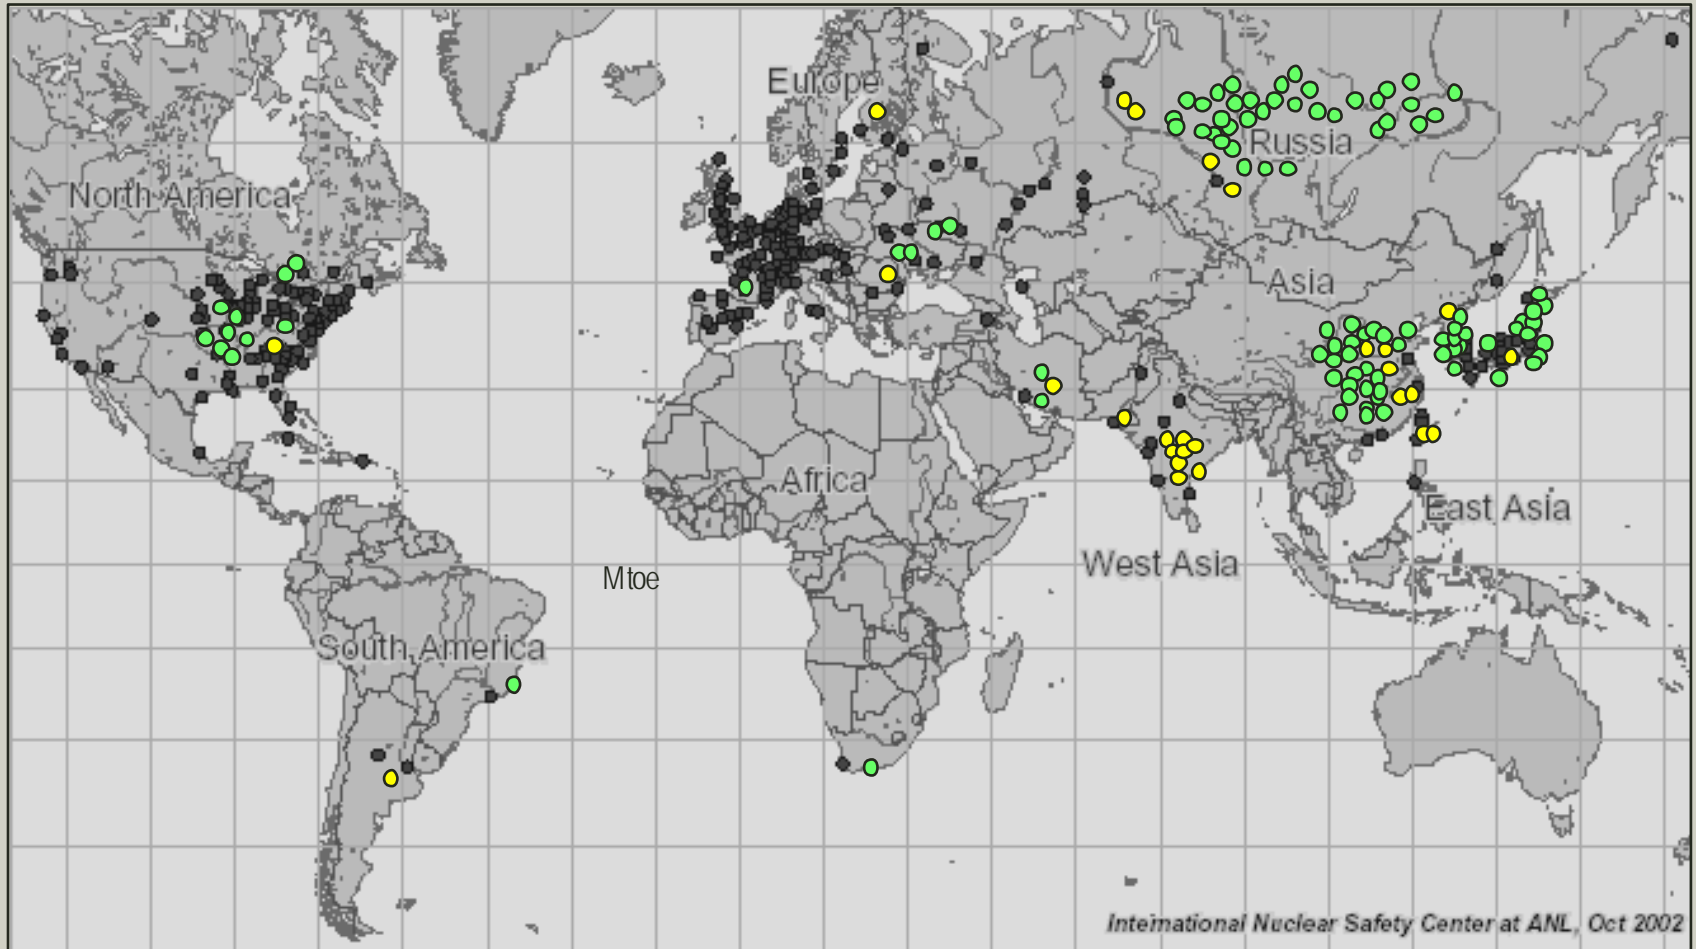 Europe
Russia
North America
Asia
Africa
East Asia
West Asia
Mtoe
South America
International Nuclear Safety Center at ANL, Oct 2002